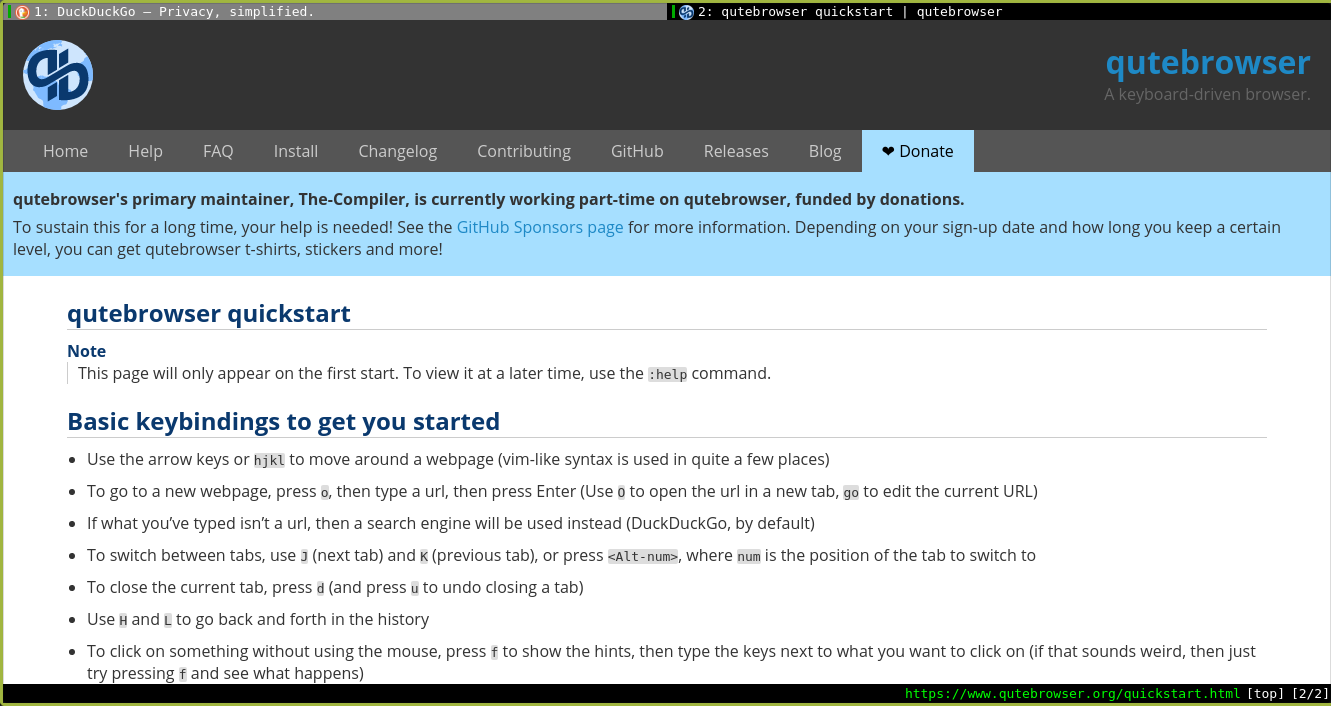 1: DuckDuckGo — Privacy, simplified.
2: qutebrowser quickstart | qutebrowser
qutebrowser
A keyboard-driven browser.
Home Help FAQ Install Changelog Contributing GitHub Releases Blog ❤ Donate
qutebrowser's primary maintainer, The-Compiler, is currently working part-time on qutebrowser, funded by donations.
To sustain this for a long time, your help is needed! See the GitHub Sponsors page for more information. Depending on your sign-up date and how long you keep a certain
level, you can get qutebrowser t-shirts, stickers and more!
qutebrowser quickstart
Note
This page will only appear on the first start. To view it at a later time, use the :help command.
Basic keybindings to get you started
Use the arrow keys or hjkl to move around a webpage (vim-like syntax is used in quite a few places)
To go to a new webpage, press o, then type a url, then press Enter (Use O to open the url in a new tab, go to edit the current URL)
If what you’ve typed isn’t a url, then a search engine will be used instead (DuckDuckGo, by default)
To switch between tabs, use J (next tab) and K (previous tab), or press <Alt-num>, where num is the position of the tab to switch to
To close the current tab, press d (and press u to undo closing a tab)
Use H and L to go back and forth in the history
To click on something without using the mouse, press f to show the hints, then type the keys next to what you want to click on (if that sounds weird, then just
try pressing f and see what happens)
https://www.qutebrowser.org/quickstart.html [top] [2/2]